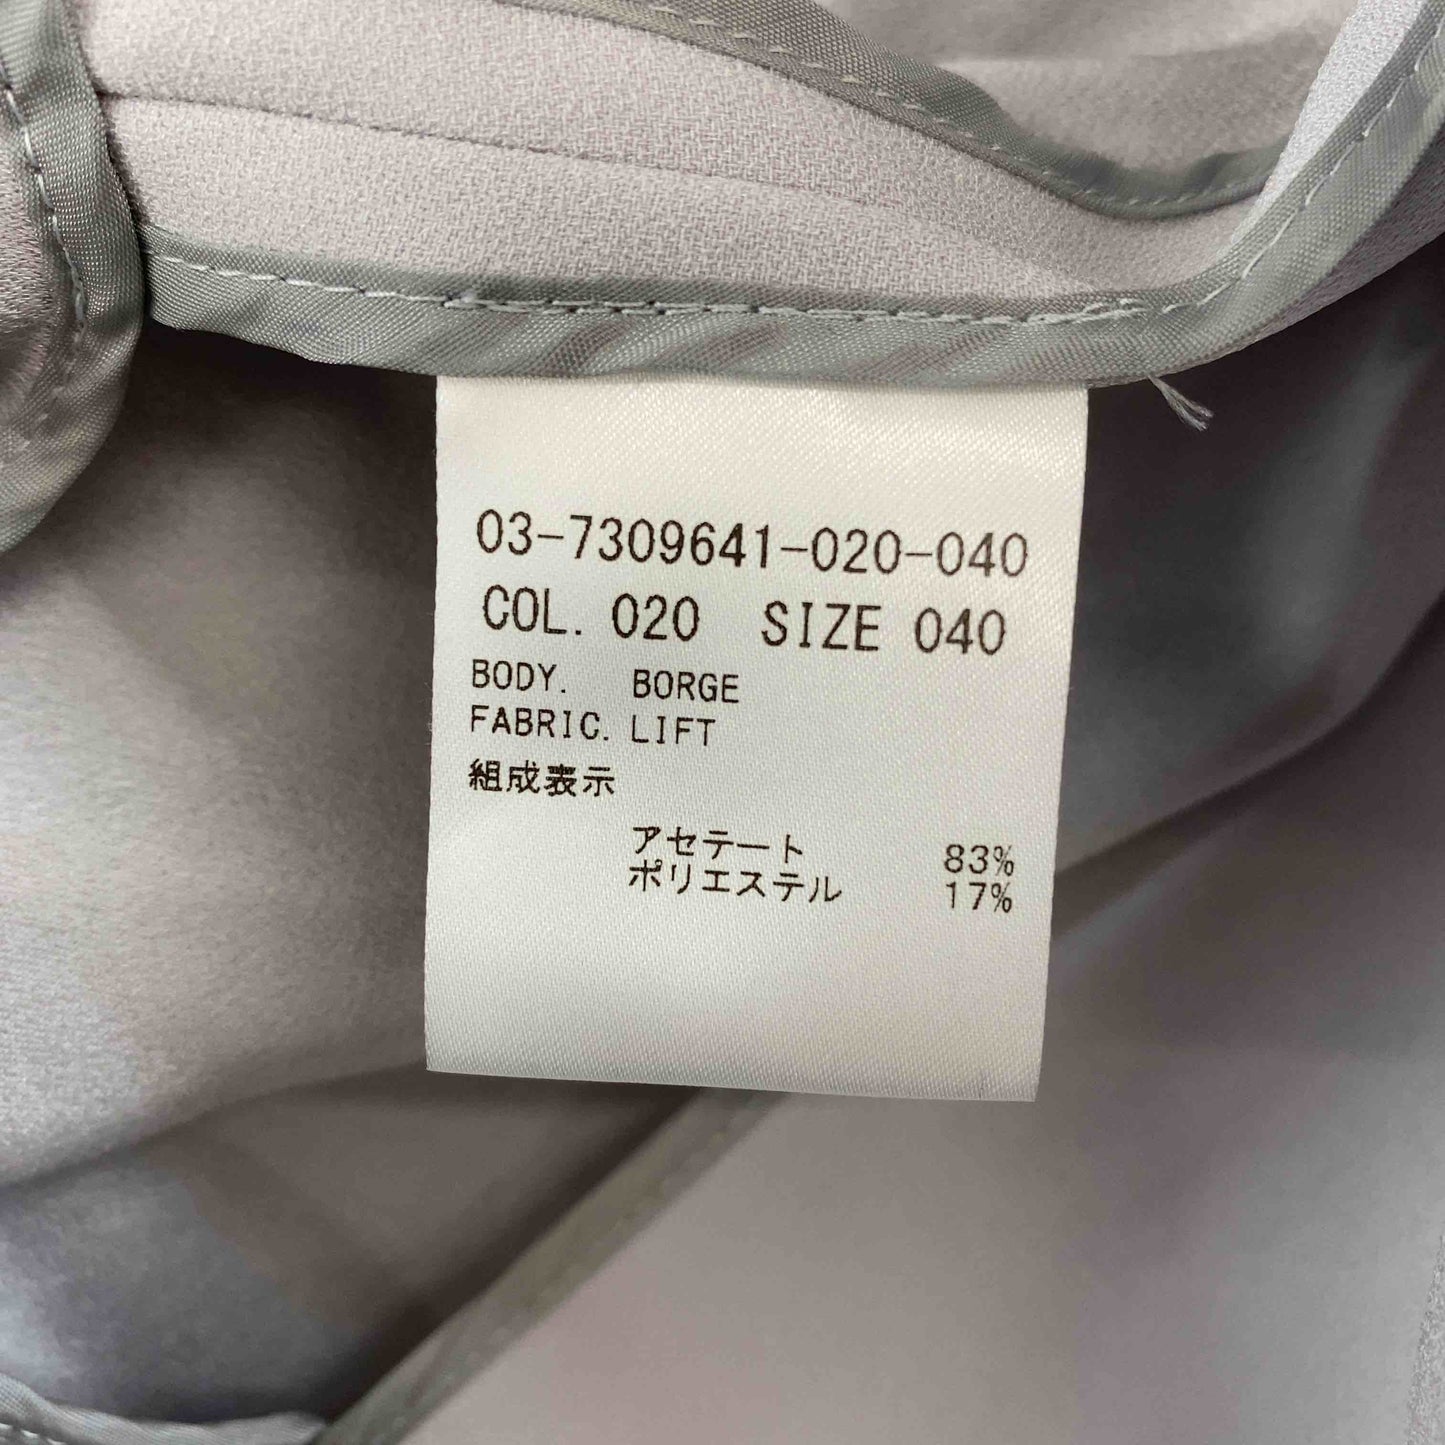 03-7309641-020-040
COL. 020 SIZE 040
BODY. BORGE
FABRIC. LIFT
組成表示
アセテート 83%
ポリエステル 17%